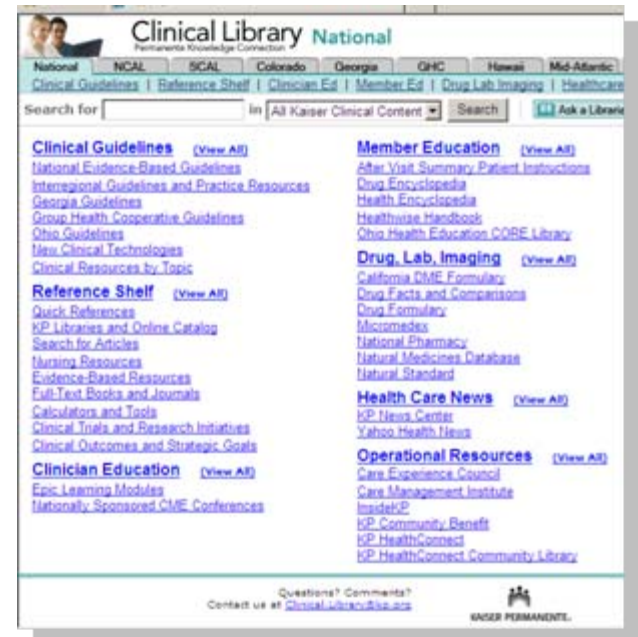 Clinical Library National
Permanente Knowledge Connection
National NCAL SCAL Colorado Georgia GHC Hawaii Mid-Atlantic
Clinical Guidelines | Reference Shelf | Clinician Ed | Member Ed | Drug Lab Imaging | Healthcare
Search for in All Kaiser Clinical Content Search Ask a Librarie
Clinical Guidelines (View All)
National Evidence-Based Guidelines
Interregional Guidelines and Practice Resources
Georgia Guidelines
Group Health Cooperative Guidelines
Ohio Guidelines
New Clinical Technologies
Clinical Resources by Topic
Reference Shelf (View All)
Quick References
KP Libraries and Online Catalog
Search for Articles
Nursing Resources
Evidence-Based Resources
Full-Text Books and Journals
Calculators and Tools
Clinical Trials and Research Initiatives
Clinical Outcomes and Strategic Goals
Clinician Education (View All)
Epic Learning Modules
Nationally Sponsored CME Conferences
Member Education (View All)
After Visit Summary Patient Instructions
Drug Encyclopedia
Health Encyclopedia
Healthwise Handbook
Ohio Health Education CORE Library
Drug, Lab, Imaging (View All)
California DME Formulary
Drug Facts and Comparisons
Drug Formulary
Micromedex
National Pharmacy
Natural Medicines Database
Natural Standard
Health Care News (View All)
KP News Center
Yahoo Health News
Operational Resources (View All)
Care Experience Council
Care Management Institute
InsideKP
KP Community Benefit
KP HealthConnect
KP HealthConnect Community Library
Questions? Comments?
Contact us at Clinical.Library@kp.org
KAISER PERMANENTE.